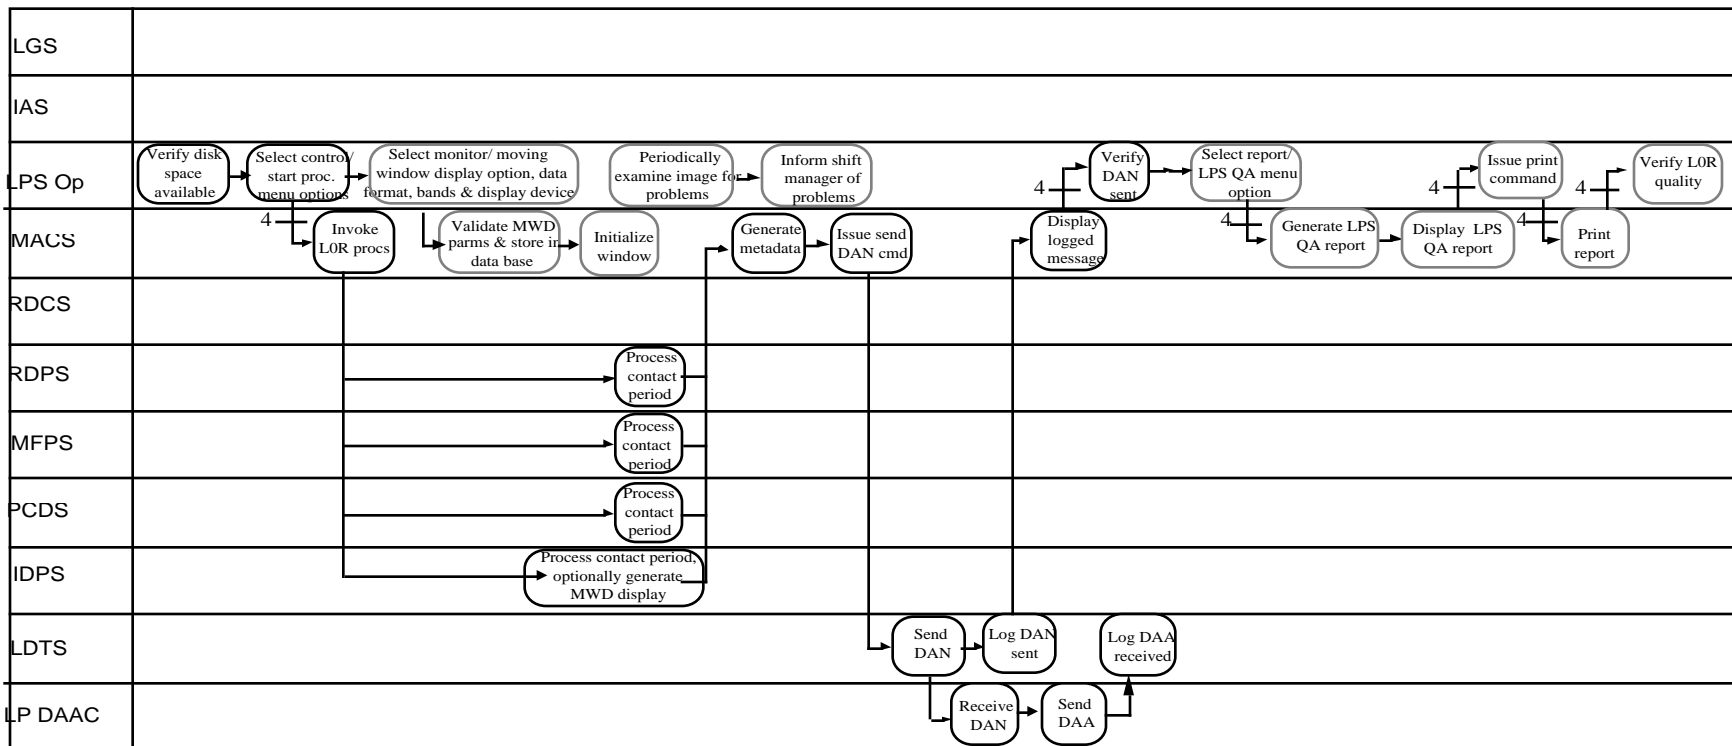 LGS
IAS
LPS Op
Verify disk
space
available
Select control/
start proc.
menu options
Select monitor/ moving
window display option, data
format, bands & display device
Periodically
examine image for
problems
Inform shift
manager of
problems
4
Verify
DAN
sent
Select report/
LPS QA menu
option
4
Issue print
command
4
Verify L0R
quality
MACS
4
Invoke
L0R procs
Validate MWD
parms & store in
data base
Initialize
window
Generate
metadata
Issue send
DAN cmd
Display
logged
message
4
Generate LPS
QA report
Display LPS
QA report
4
Print
report
RDCS
RDPS
Process
contact
period
MFPS
Process
contact
period
PCDS
Process
contact
period
IDPS
Process contact period,
optionally generate
MWD display
LDTS
Send
DAN
Log DAN
sent
Log DAA
received
LP DAAC
Receive
DAN
Send
DAA